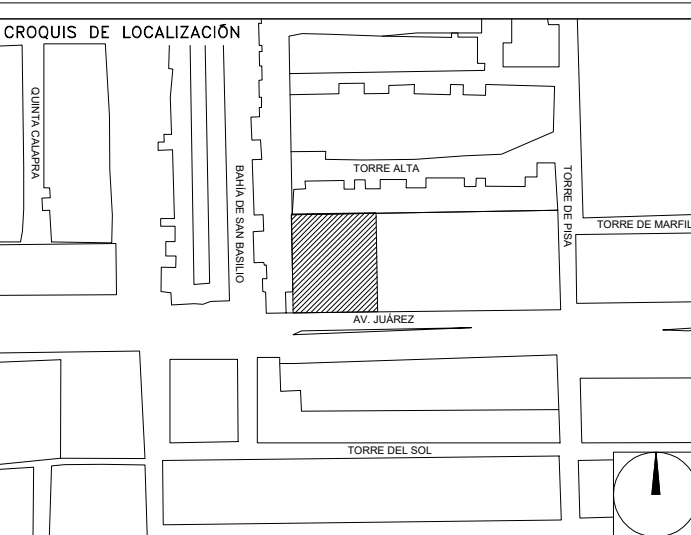 CROQUIS DE LOCALIZACIÓN
QUINTA CALAPRA
BAHÍA DE SAN BASILIO
TORRE ALTA
TORRE DE PISA
TORRE DE MARFIL
AV. JUÁREZ
TORRE DEL SOL